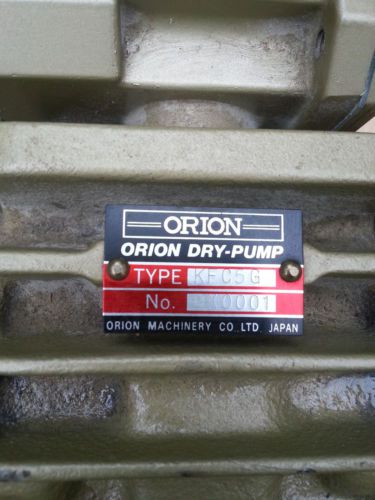 ORION
ORION DRY-PUMP
TYPE KFC5G
No.
ORION MACHINERY CO., LTD JAPAN